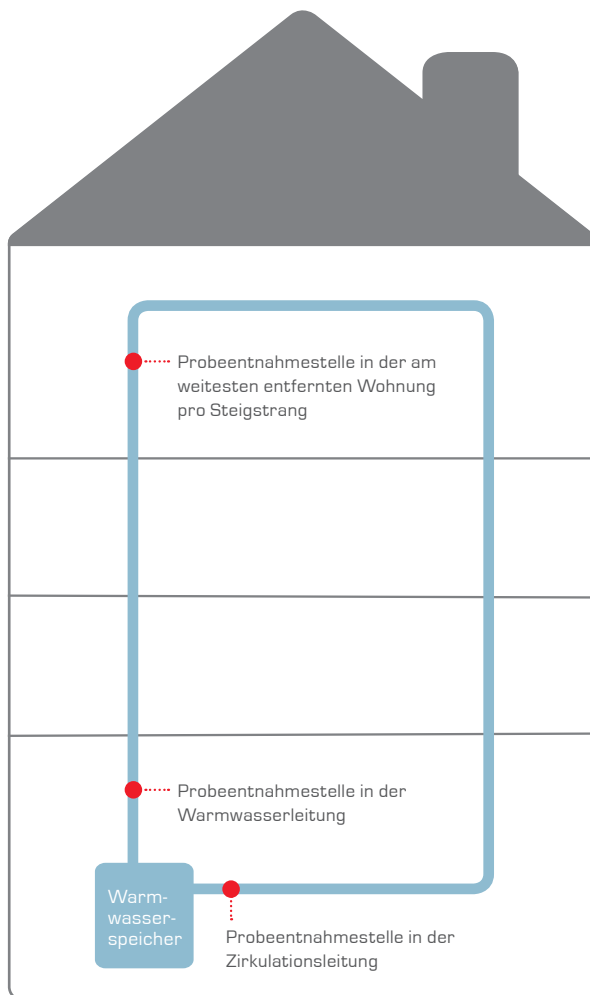 Probeentnahmestelle in der am
weitesten entfernten Wohnung
pro Steigstrang
Probeentnahmestelle in der
Warmwasserleitung
Warm-
wasser-
speicher
Probeentnahmestelle in der
Zirkulationsleitung